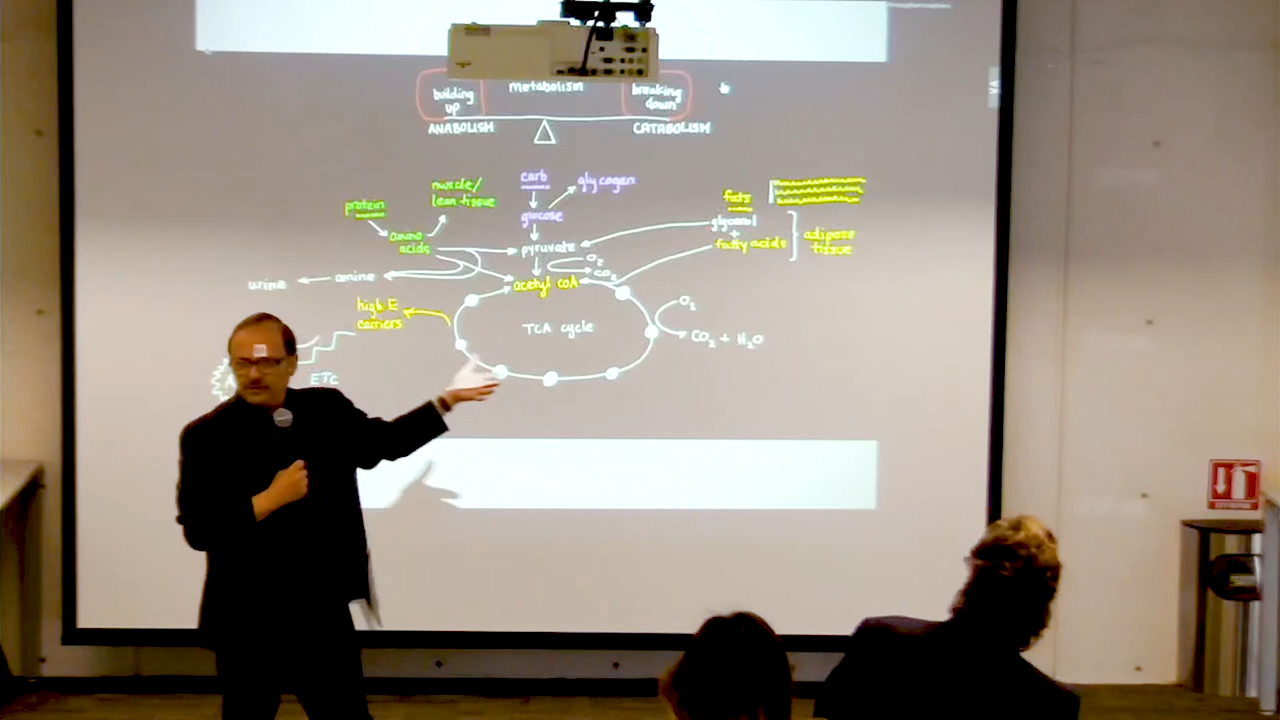 metabolism
building
up
breaking
down
ANABOLISM
CATABOLISM
protein
muscle/
lean tissue
carb
glycogen
fats
glucose
glycerol
+
amino
acids
pyruvate
fatty acids
adipose
tissue
O₂
CO₂
urine
amine
acetyl coA
high E
carriers
TCA cycle
O₂
CO₂ + H₂O
ETC